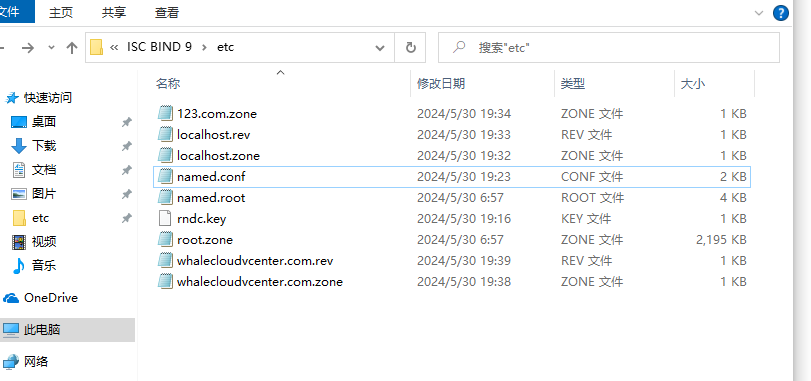 文件 主页 共享 查看
« ISC BIND 9 › etc 搜索"etc"
名称 修改日期 类型 大小
快速访问
桌面
下载
文档
图片
etc
视频
音乐
OneDrive
此电脑
网络
123.com.zone 2024/5/30 19:34 ZONE 文件 1 KB
localhost.rev 2024/5/30 19:33 REV 文件 1 KB
localhost.zone 2024/5/30 19:32 ZONE 文件 1 KB
named.conf 2024/5/30 19:23 CONF 文件 2 KB
named.root 2024/5/30 6:57 ROOT 文件 4 KB
rndc.key 2024/5/30 19:16 KEY 文件 1 KB
root.zone 2024/5/30 6:57 ZONE 文件 2,195 KB
whalecloudvcenter.com.rev 2024/5/30 19:39 REV 文件 1 KB
whalecloudvcenter.com.zone 2024/5/30 19:38 ZONE 文件 1 KB